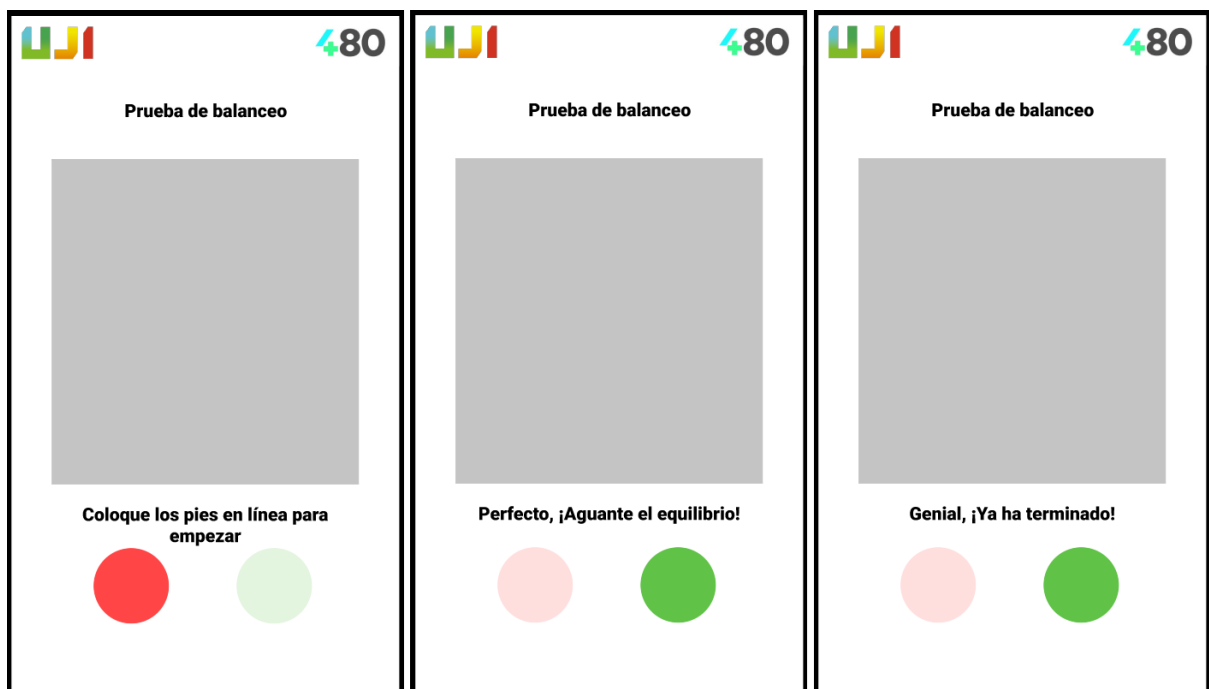 UJI
480
Prueba de balanceo
Coloque los pies en línea para
empezar
UJI
480
Prueba de balanceo
Perfecto, ¡Aguante el equilibrio!
UJI
480
Prueba de balanceo
Genial, ¡Ya ha terminado!